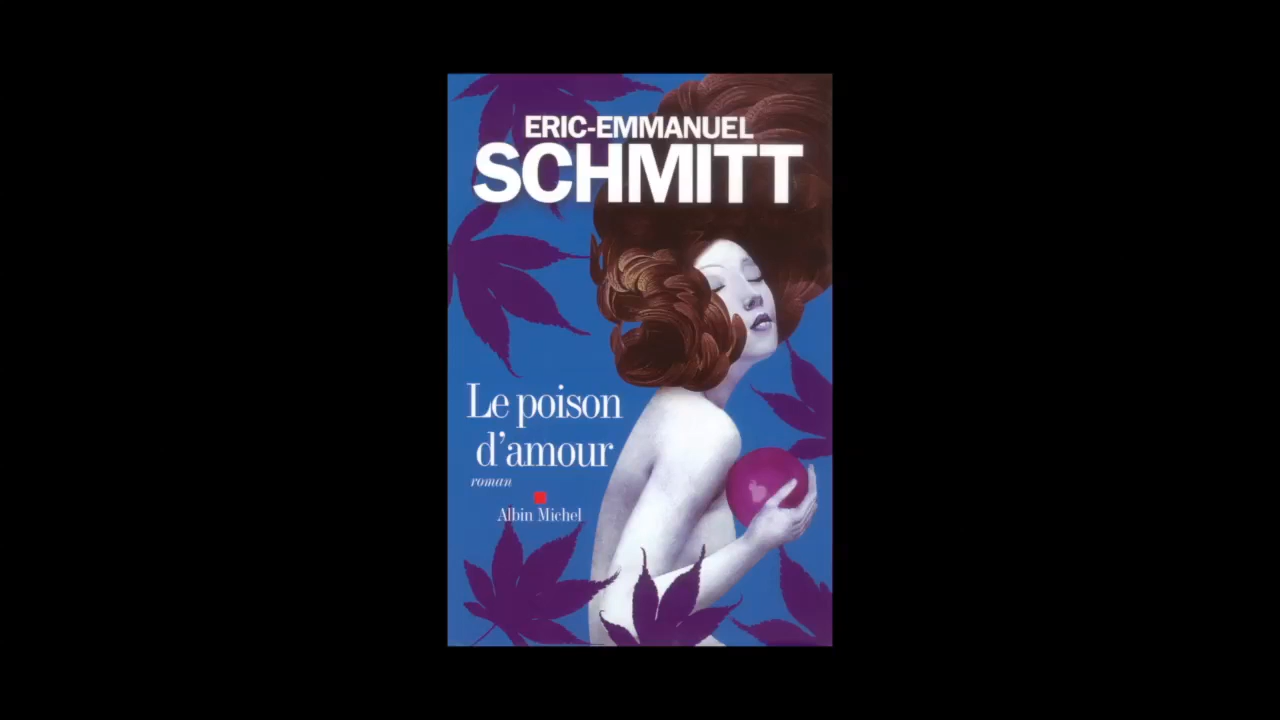 ERIC-EMMANUEL
SCHMITT
Le poison
d'amour
roman
Albin Michel